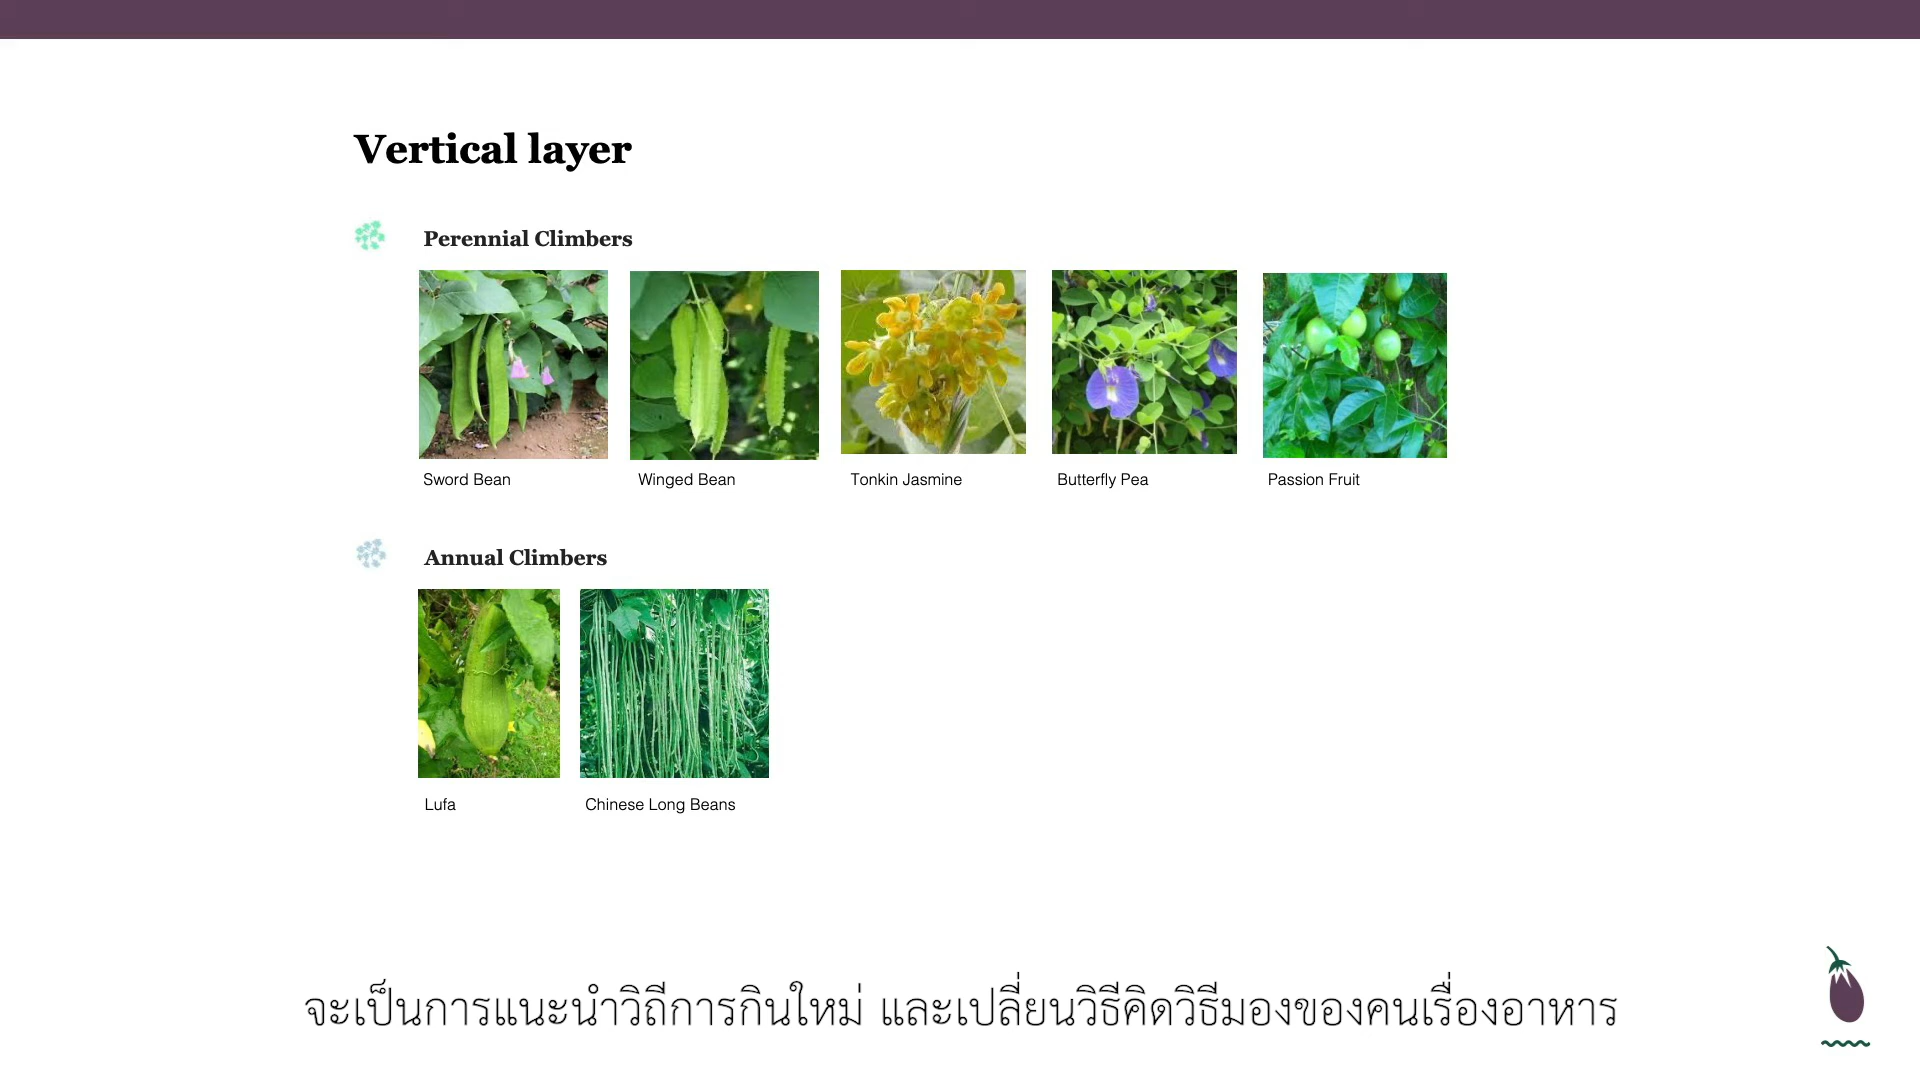 Vertical layer
Perennial Climbers
Sword Bean
Winged Bean
Tonkin Jasmine
Butterfly Pea
Passion Fruit
Annual Climbers
Lufa
Chinese Long Beans
จะเป็นการแนะนำวิถีการกินใหม่ และเปลี่ยนวิธีคิดวิธีมองของคนเรื่องอาหาร